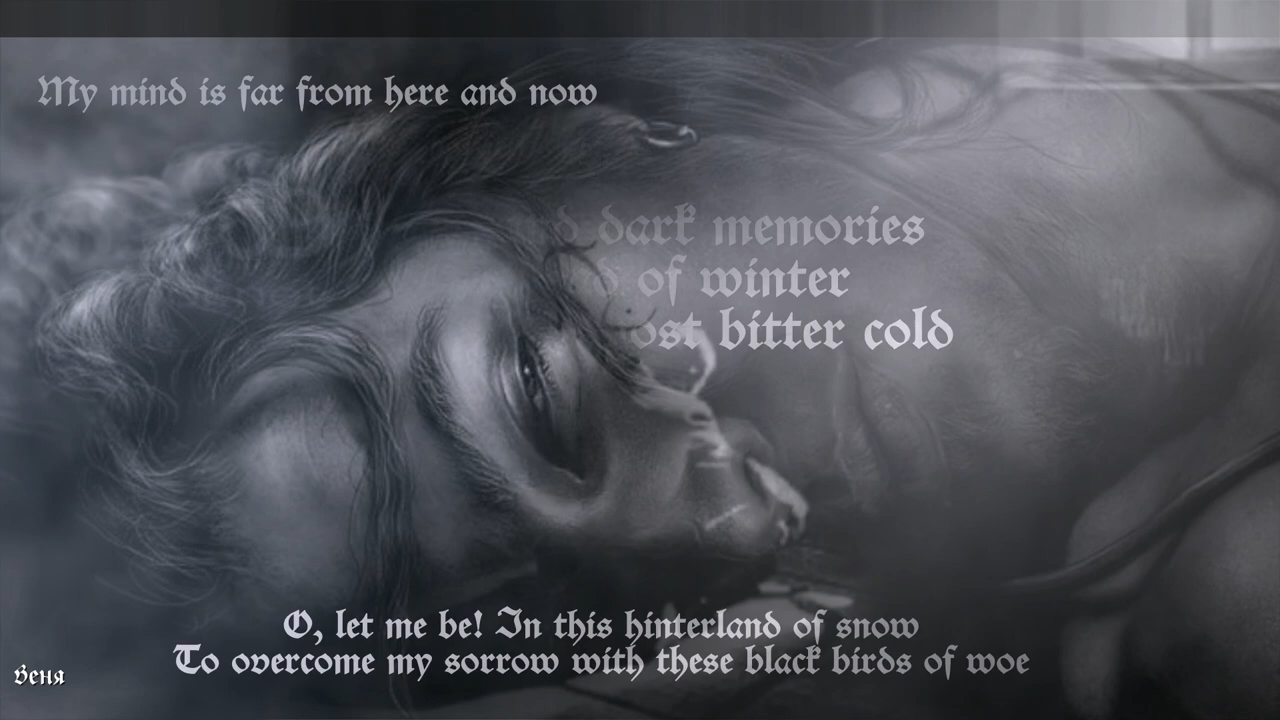 My mind is far from here and now
dark memories
of winter
bitter cold
O, let me be! In this hinterland of snow
To overcome my sorrow with these black birds of woe
Веня